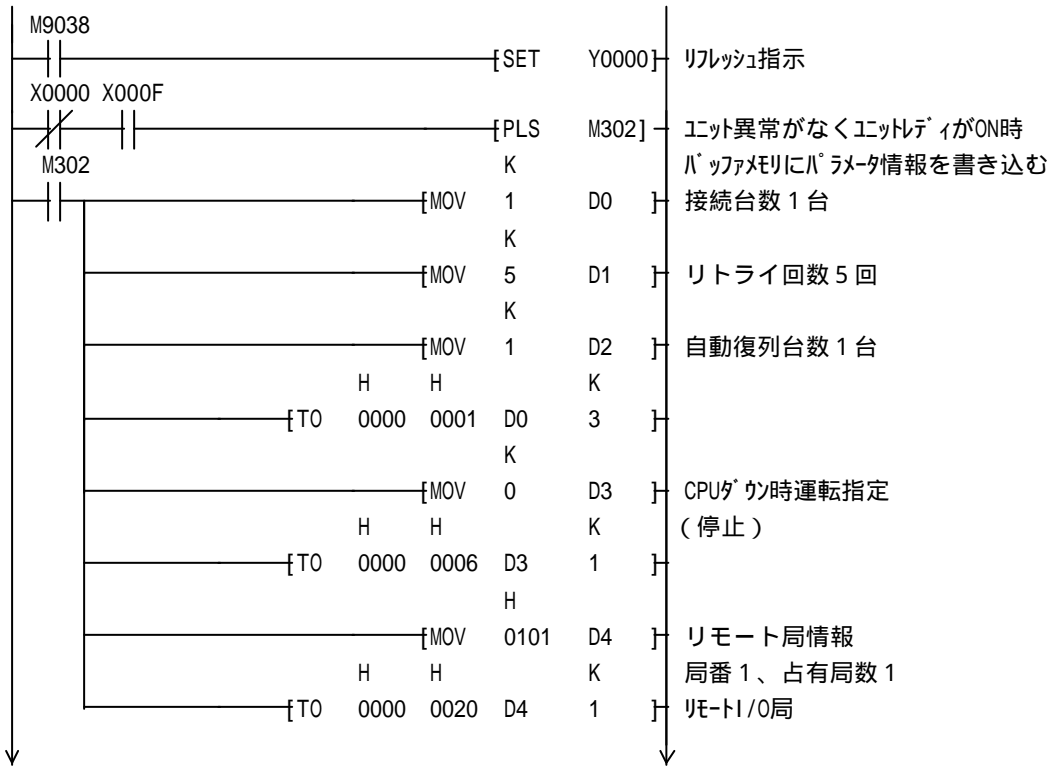 M9038
[SET Y0000] リフレッシュ指示
X0000 X000F
[PLS M302] ユニット異常がなくユニットレディがON時
M302 K バッファメモリにパラメータ情報を書き込む
[MOV 1 D0 ] 接続台数1台
K
[MOV 5 D1 ] リトライ回数5回
K
[MOV 1 D2 ] 自動復列台数1台
H H K
[TO 0000 0001 D0 3 ]
K
[MOV 0 D3 ] CPUダウン時運転指定
H H K (停止)
[TO 0000 0006 D3 1 ]
H
[MOV 0101 D4 ] リモート局情報
H H K 局番1、占有局数1
[TO 0000 0020 D4 1 ] リモートI/O局